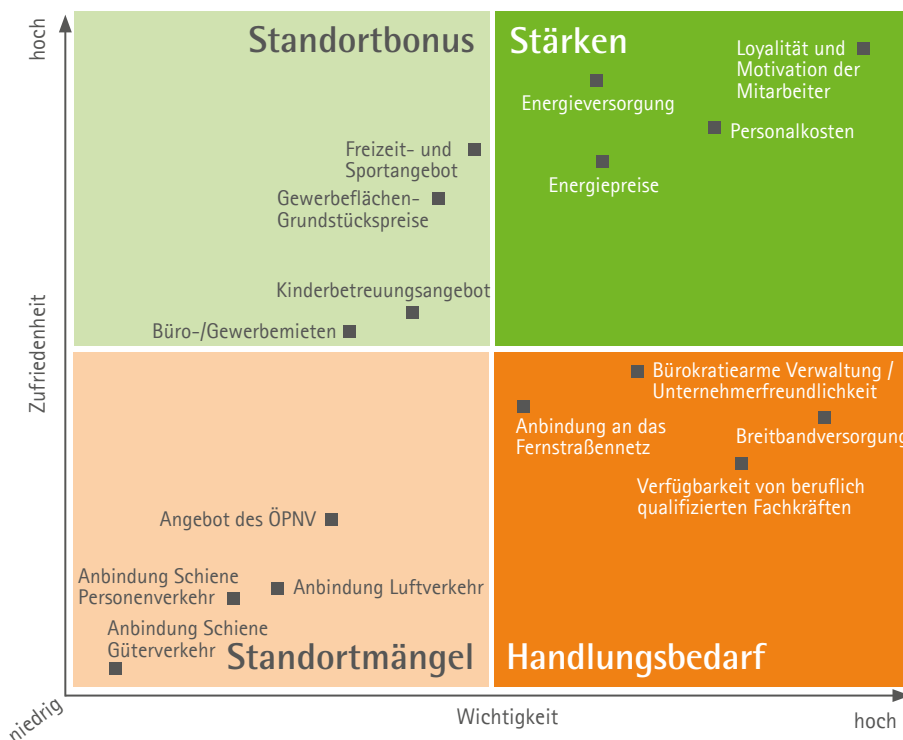 hoch
Zufriedenheit
Standortbonus
Freizeit- und
Sportangebot
Gewerbeflächen-
Grundstückspreise
Kinderbetreuungsangebot
Büro-/Gewerbemieten
Stärken
Loyalität und
Motivation der
Mitarbeiter
Energieversorgung
Personalkosten
Energiepreise
Angebot des ÖPNV
Anbindung Schiene
Personenverkehr
Anbindung Luftverkehr
Anbindung Schiene
Güterverkehr
Standortmängel
Bürokratiearme Verwaltung /
Unternehmerfreundlichkeit
Anbindung an das
Fernstraßennetz
Breitbandversorgung
Verfügbarkeit von beruflich
qualifizierten Fachkräften
Handlungsbedarf
niedrig
Wichtigkeit
hoch